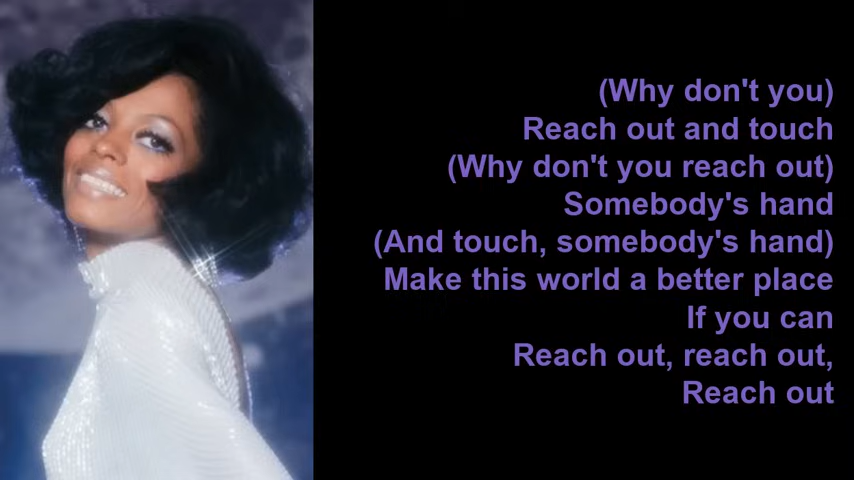 (Why don't you)
Reach out and touch
(Why don't you reach out)
Somebody's hand
(And touch, somebody's hand)
Make this world a better place
If you can
Reach out, reach out,
Reach out